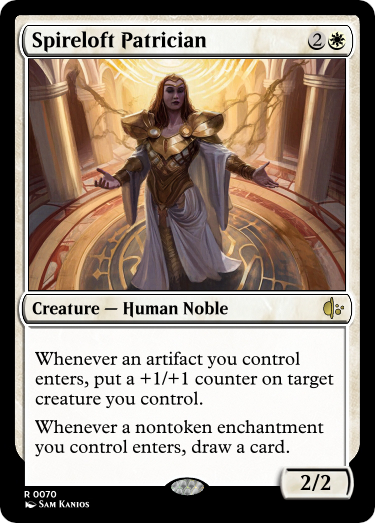 Spireloft Patrician 2
Creature — Human Noble
Whenever an artifact you control
enters, put a +1/+1 counter on target
creature you control.
Whenever a nontoken enchantment
you control enters, draw a card.
2/2
R 0070
Sam Kanios